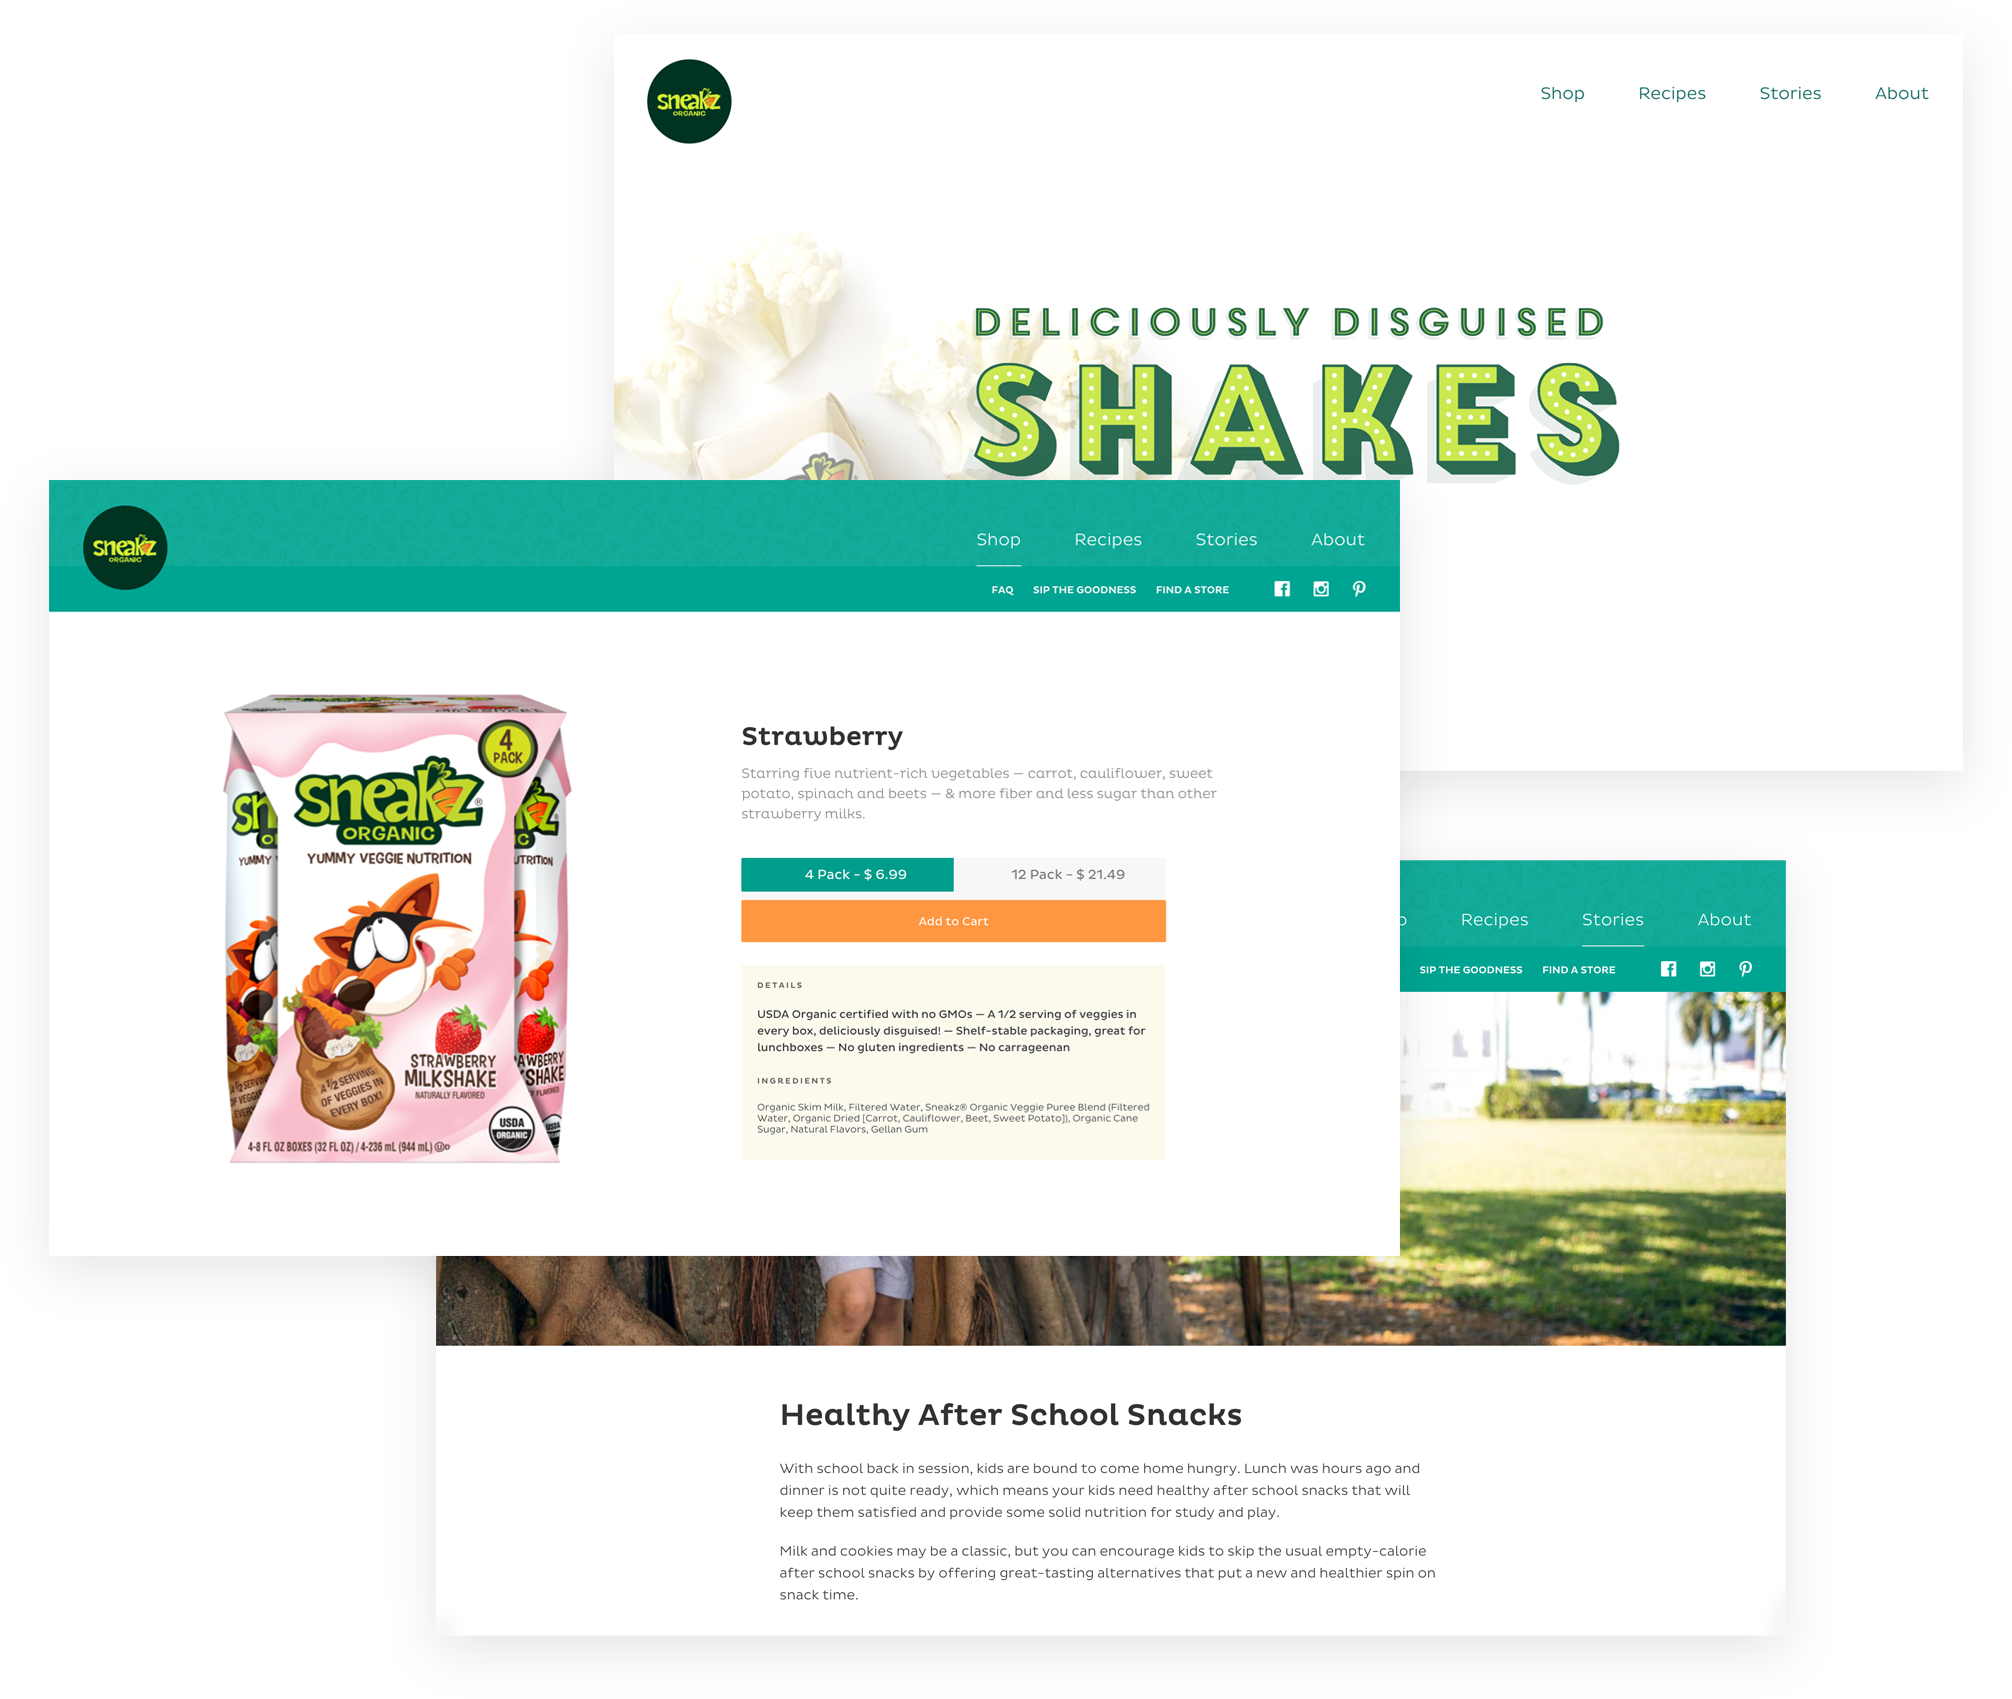 sneakz
ORGANIC
Shop Recipes Stories About
DELICIOUSLY DISGUISED
SHAKES
sneakz
ORGANIC
Shop Recipes Stories About
FAQ SIP THE GOODNESS FIND A STORE
4
PACK
sneakz®
ORGANIC
YUMMY VEGGIE NUTRITION
STRAWBERRY
MILKSHAKE
NATURALLY FLAVORED
A 1/2 SERVING
OF VEGGIES IN
EVERY BOX!
USDA
ORGANIC
4-8 FL OZ BOXES (32 FL OZ) / 4-236 mL (944 mL)
Strawberry
Starring five nutrient-rich vegetables — carrot, cauliflower, sweet
potato, spinach and beets — & more fiber and less sugar than other
strawberry milks.
4 Pack - $ 6.99 12 Pack - $ 21.49
Add to Cart
DETAILS
USDA Organic certified with no GMOs — A 1/2 serving of veggies in
every box, deliciously disguised! — Shelf-stable packaging, great for
lunchboxes — No gluten ingredients — No carrageenan
INGREDIENTS
Organic Skim Milk, Filtered Water, Sneakz® Organic Veggie Puree Blend (Filtered
Water, Organic Dried [Carrot, Cauliflower, Beet, Sweet Potato]), Organic Cane
Sugar, Natural Flavors, Gellan Gum
Recipes Stories About
SIP THE GOODNESS FIND A STORE
Healthy After School Snacks
With school back in session, kids are bound to come home hungry. Lunch was hours ago and
dinner is not quite ready, which means your kids need healthy after school snacks that will
keep them satisfied and provide some solid nutrition for study and play.
Milk and cookies may be a classic, but you can encourage kids to skip the usual empty-calorie
after school snacks by offering great-tasting alternatives that put a new and healthier spin on
snack time.